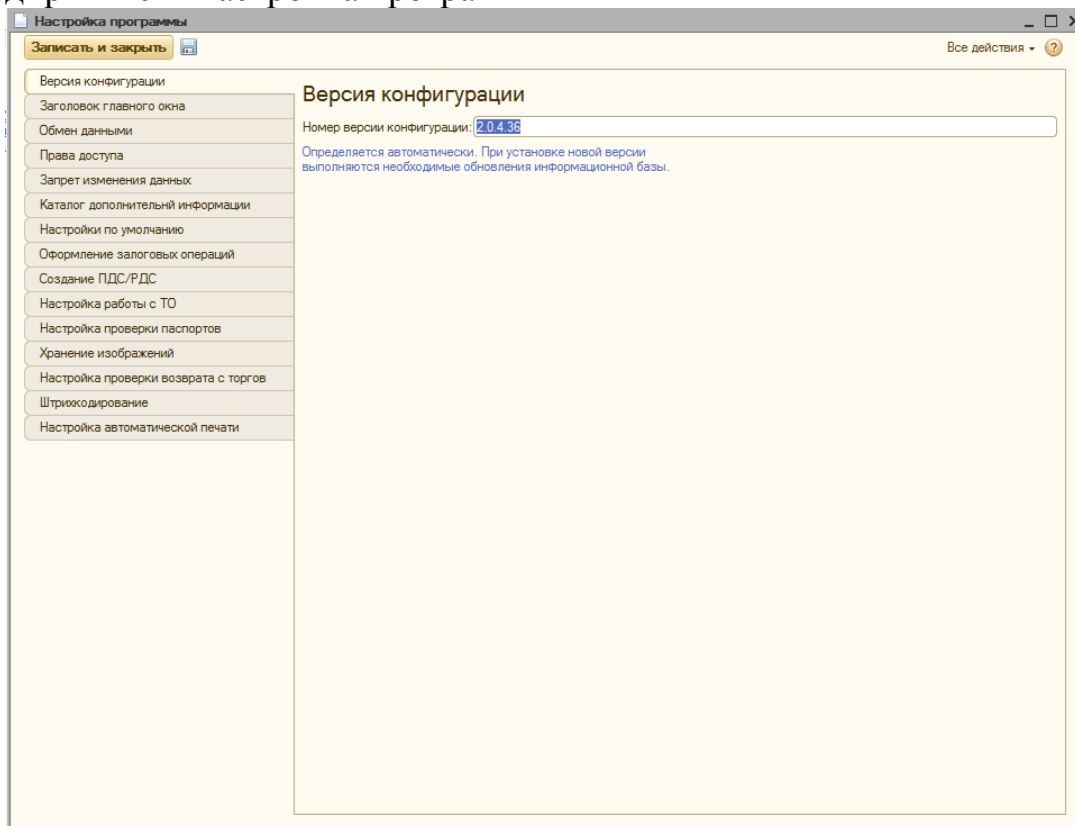 Настройка программы
Записать и закрыть
Все действия
Версия конфигурации
Заголовок главного окна
Обмен данными
Права доступа
Запрет изменения данных
Каталог дополнительнй информации
Настройки по умолчанию
Оформление залоговых операций
Создание ПДС/РДС
Настройка работы с ТО
Настройка проверки паспортов
Хранение изображений
Настройка проверки возврата с торгов
Штрихкодирование
Настройка автоматической печати
Версия конфигурации
Номер версии конфигурации: 2.0.4.36
Определяется автоматически. При установке новой версии
выполняются необходимые обновления информационной базы.